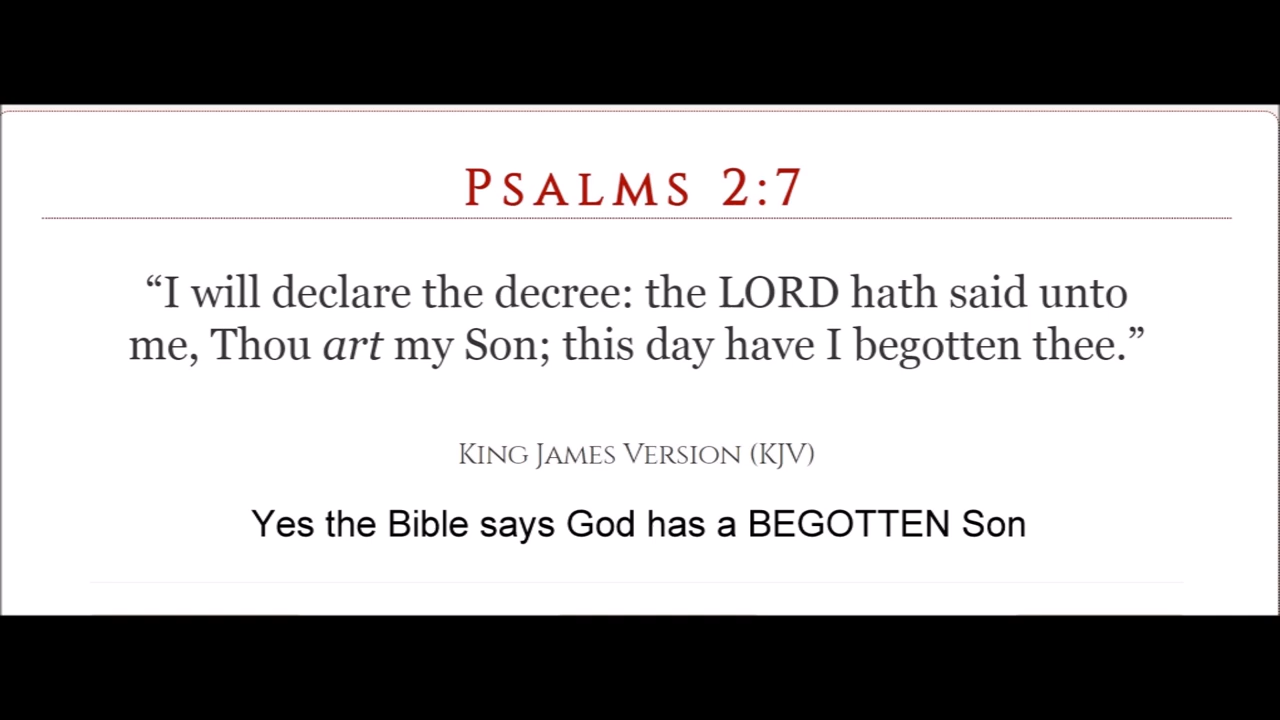 PSALMS 2:7
“I will declare the decree: the LORD hath said unto
me, Thou art my Son; this day have I begotten thee.”
KING JAMES VERSION (KJV)
Yes the Bible says God has a BEGOTTEN Son